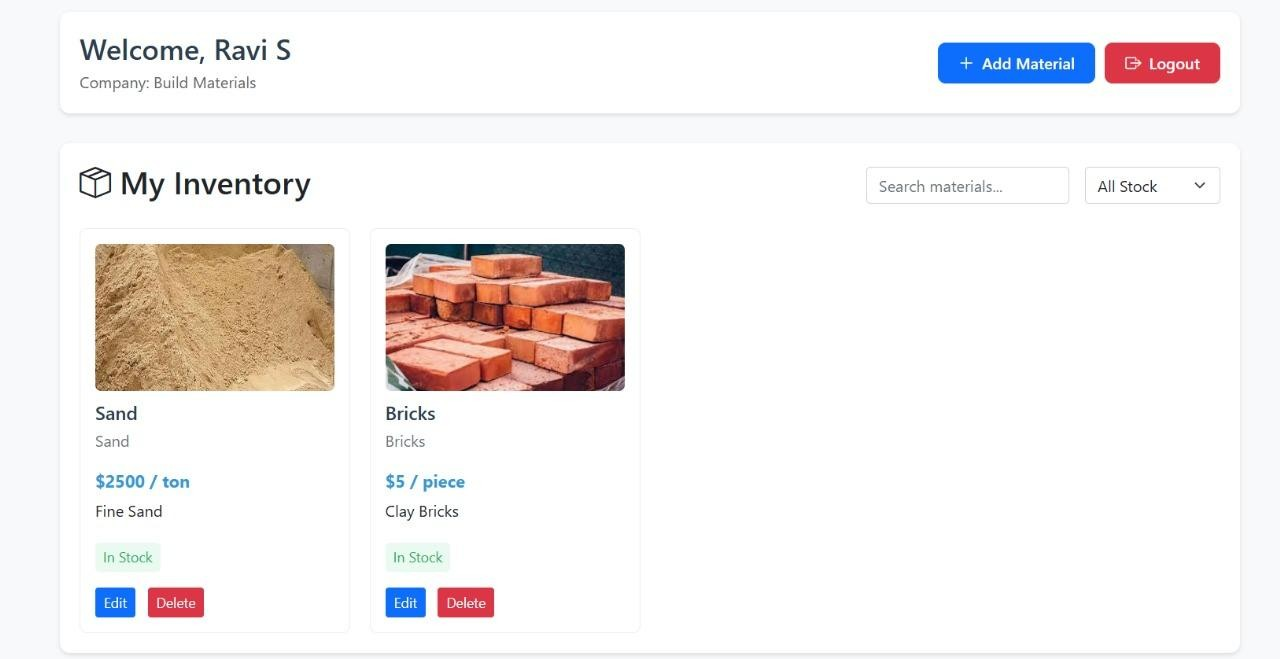 Welcome, Ravi S
Company: Build Materials
+ Add Material
Logout
My Inventory
Search materials...
All Stock
Sand
Sand
$2500 / ton
Fine Sand
In Stock
Edit
Delete
Bricks
Bricks
$5 / piece
Clay Bricks
In Stock
Edit
Delete